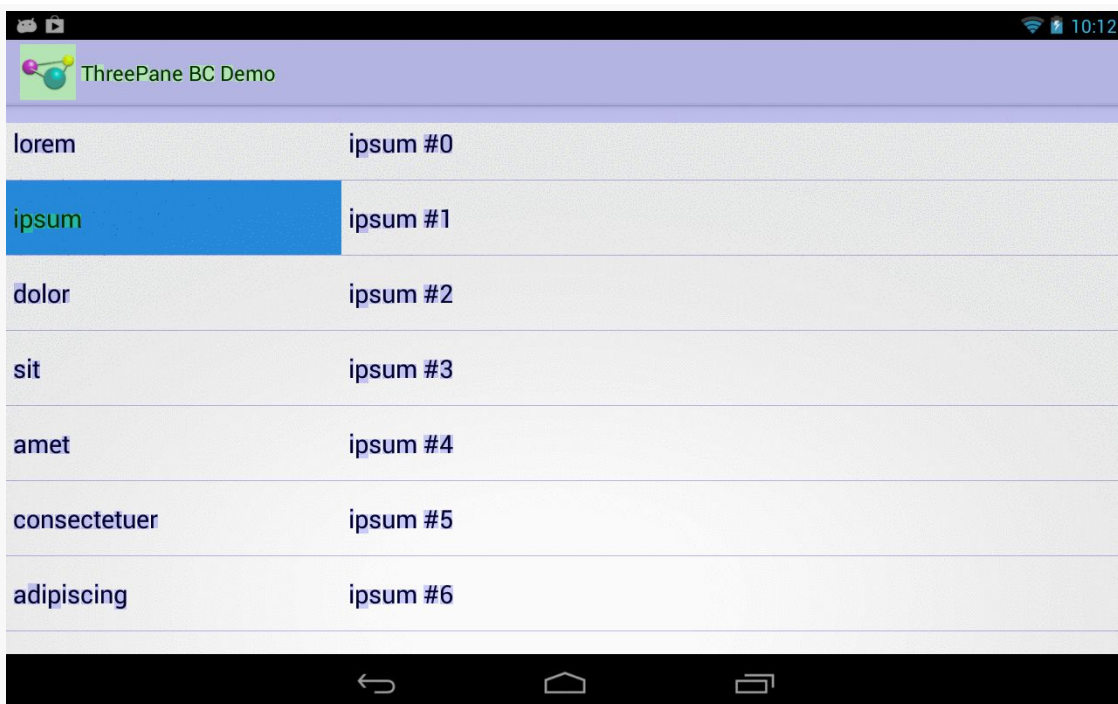 10:12
ThreePane BC Demo
lorem ipsum #0
ipsum ipsum #1
dolor ipsum #2
sit ipsum #3
amet ipsum #4
consectetuer ipsum #5
adipiscing ipsum #6